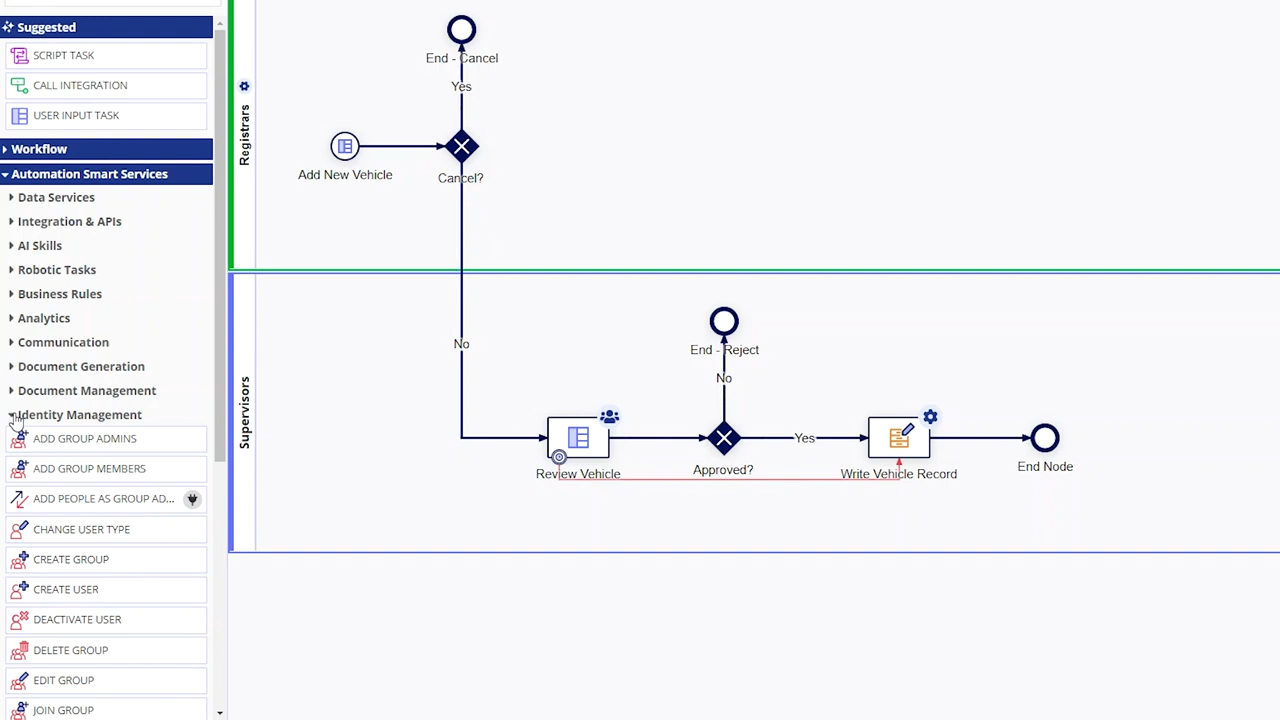 Suggested
SCRIPT TASK
CALL INTEGRATION
USER INPUT TASK
Workflow
Automation Smart Services
Data Services
Integration & APIs
AI Skills
Robotic Tasks
Business Rules
Analytics
Communication
Document Generation
Document Management
Identity Management
ADD GROUP ADMINS
ADD GROUP MEMBERS
ADD PEOPLE AS GROUP AD...
CHANGE USER TYPE
CREATE GROUP
CREATE USER
DEACTIVATE USER
DELETE GROUP
EDIT GROUP
JOIN GROUP
Registrars
End - Cancel
Yes
Add New Vehicle
Cancel?
No
Supervisors
End - Reject
No
Review Vehicle
Approved?
Yes
Write Vehicle Record
End Node